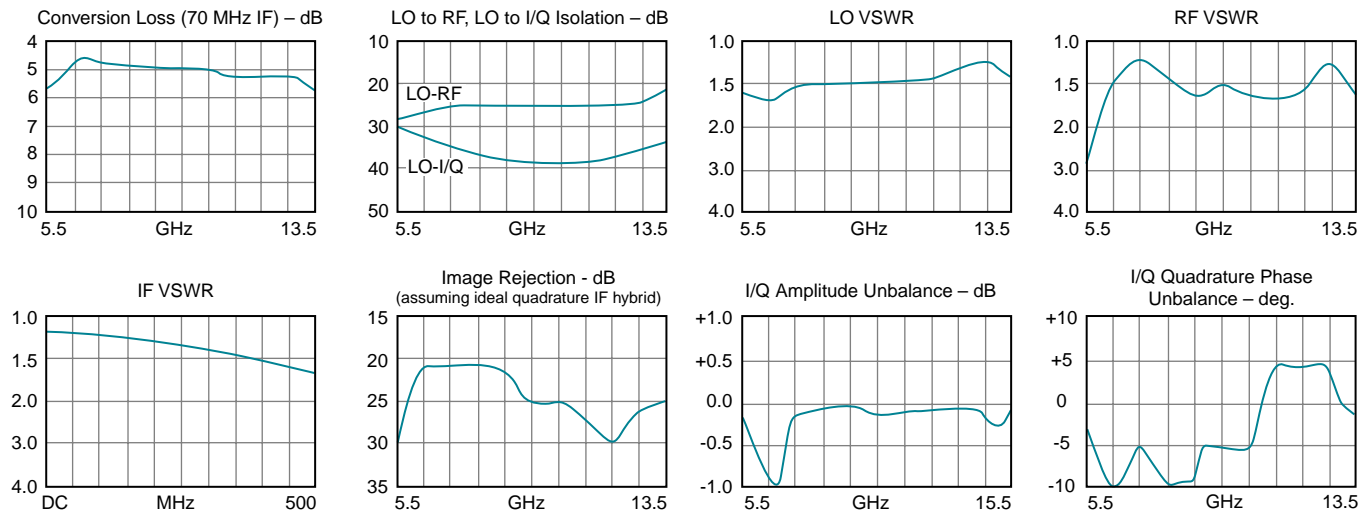 Conversion Loss (70 MHz IF) – dB
4
5
6
7
8
9
10
5.5 GHz 13.5
LO to RF, LO to I/Q Isolation – dB
10
20
30
40
50
LO-RF
LO-I/Q
5.5 GHz 13.5
LO VSWR
1.0
1.5
2.0
3.0
4.0
5.5 GHz 13.5
RF VSWR
1.0
1.5
2.0
3.0
4.0
5.5 GHz 13.5
IF VSWR
1.0
1.5
2.0
3.0
4.0
DC MHz 500
Image Rejection - dB
(assuming ideal quadrature IF hybrid)
15
20
25
30
35
5.5 GHz 13.5
I/Q Amplitude Unbalance – dB
+1.0
+0.5
0.0
-0.5
-1.0
5.5 GHz 15.5
I/Q Quadrature Phase
Unbalance – deg.
+10
+5
0
-5
-10
5.5 GHz 13.5